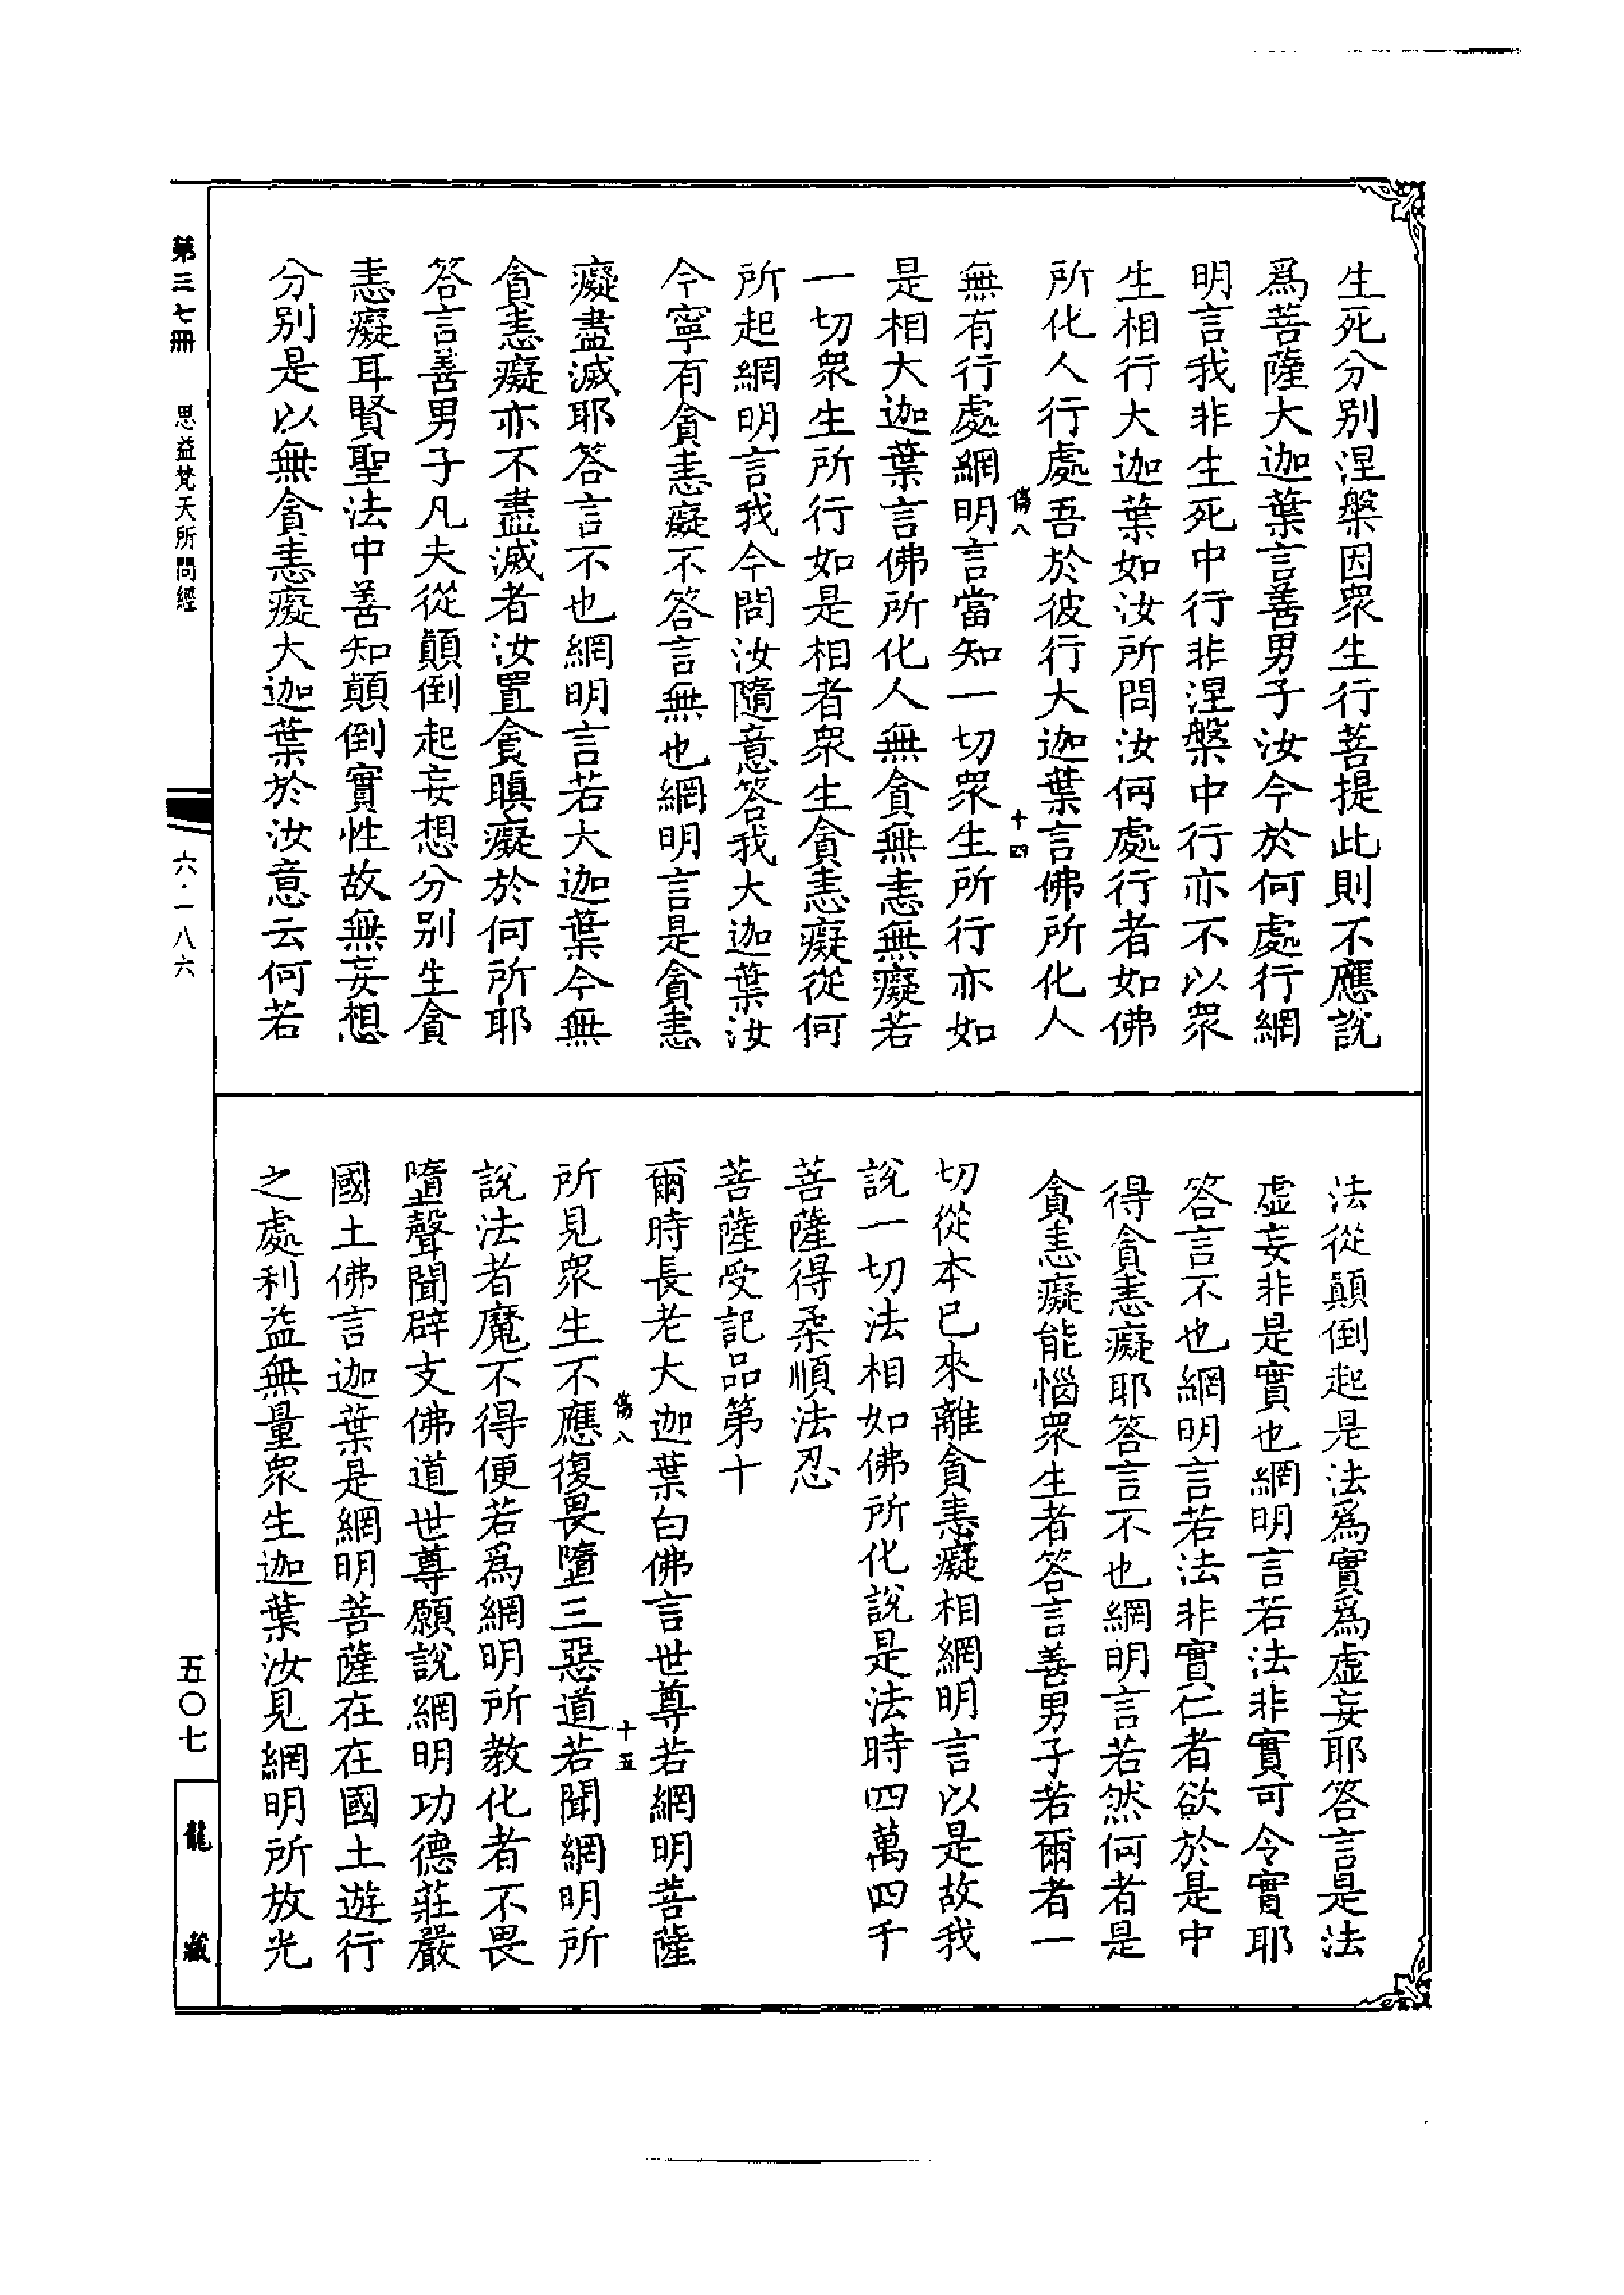 生死分別涅槃因眾生行菩提此則不應說
爲菩薩大迦葉言善男子汝今於何處行網
明言我非生死中行非涅槃中行亦不以眾
生相行大迦葉如汝所問汝何處行者如佛
所化人行處吾於彼行大迦葉言佛所化人
傷八 十四
無有行處網明言當知一切眾生所行亦如
是相大迦葉言佛所化人無貪無恚無癡若
一切眾生所行如是相者眾生貪恚癡從何
所起網明言我今問汝隨意答我大迦葉汝
今寧有貪恚癡不答言無也網明言是貪恚
癡盡滅耶答言不也網明言若大迦葉今無
貪恚癡亦不盡滅者汝置貪瞋癡於何所耶
答言善男子凡夫從顛倒起妄想分別生貪
恚癡耳賢聖法中善知顛倒實性故無妄想
分別是以無貪恚癡大迦葉於汝意云何若
法從顛倒起是法爲實爲虛妄耶答言是法
虛妄非是實也網明言若法非實可令實耶
答言不也網明言若法非實仁者欲於是中
得貪恚癡耶答言不也網明言若然何者是
貪恚癡能惱眾生者答言善男子若爾者一
切從本已來離貪恚癡相網明言以是故我
說一切法相如佛所化說是法時四萬四千
菩薩得柔順法忍
菩薩受記品第十
爾時長老大迦葉白佛言世尊若網明菩薩
傷八 十五
所見眾生不應復畏墮三惡道若聞網明所
說法者魔不得便若爲網明所教化者不畏
墮聲聞辟支佛道世尊願說網明功德莊嚴
國土佛言迦葉是網明菩薩在在國土遊行
之處利益無量眾生迦葉汝見網明所放光
第三七冊 思益梵天所問經 六·一八六 五〇七 龍藏